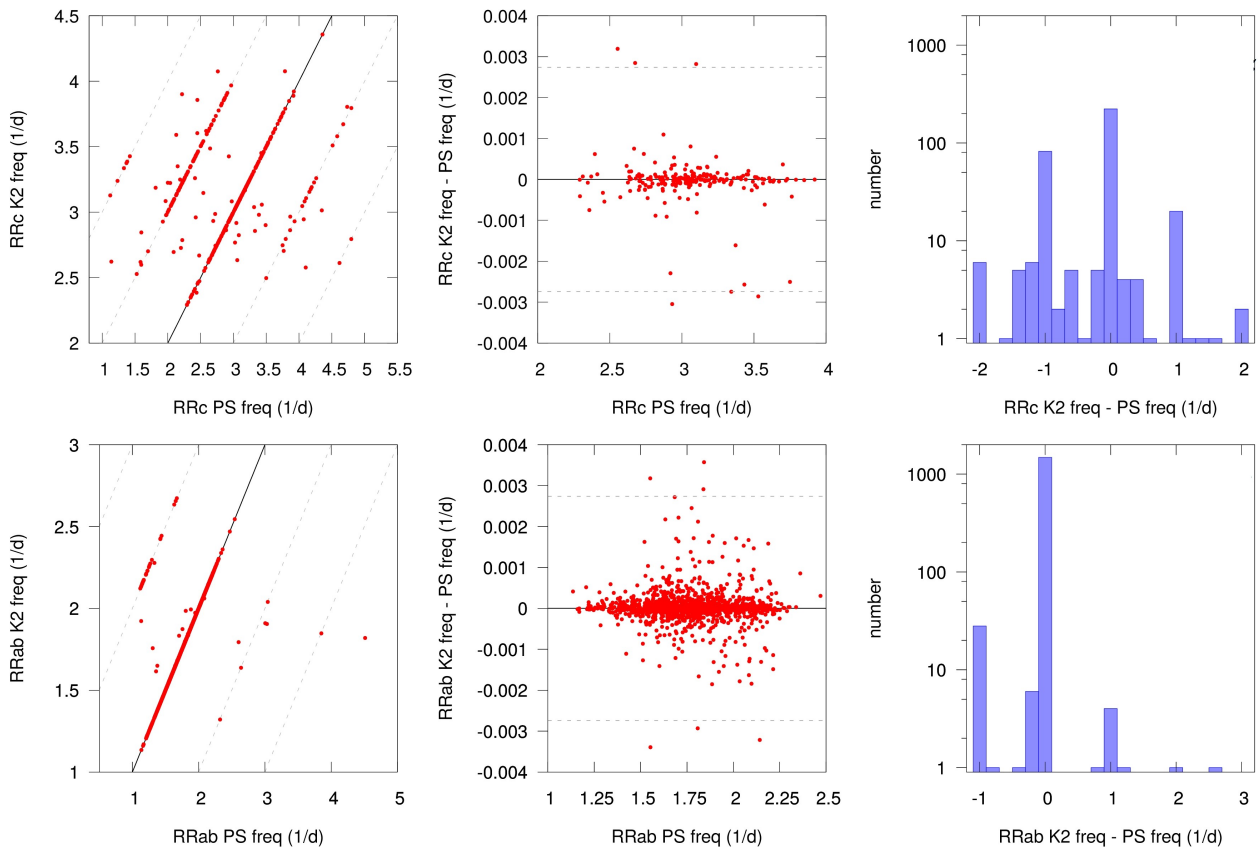 4.5
4
3.5
3
2.5
2
1 1.5 2 2.5 3 3.5 4 4.5 5 5.5
RRc K2 freq (1/d)
RRc PS freq (1/d)
0.004
0.003
0.002
0.001
0
-0.001
-0.002
-0.003
-0.004
2 2.5 3 3.5 4
RRc K2 freq - PS freq (1/d)
RRc PS freq (1/d)
1000
100
10
1
-2 -1 0 1 2
number
RRc K2 freq - PS freq (1/d)
3
2.5
2
1.5
1
1 2 3 4 5
RRab K2 freq (1/d)
RRab PS freq (1/d)
0.004
0.003
0.002
0.001
0
-0.001
-0.002
-0.003
-0.004
1 1.25 1.5 1.75 2 2.25 2.5
RRab K2 freq - PS freq (1/d)
RRab PS freq (1/d)
1000
100
10
1
-1 0 1 2 3
number
RRab K2 freq - PS freq (1/d)